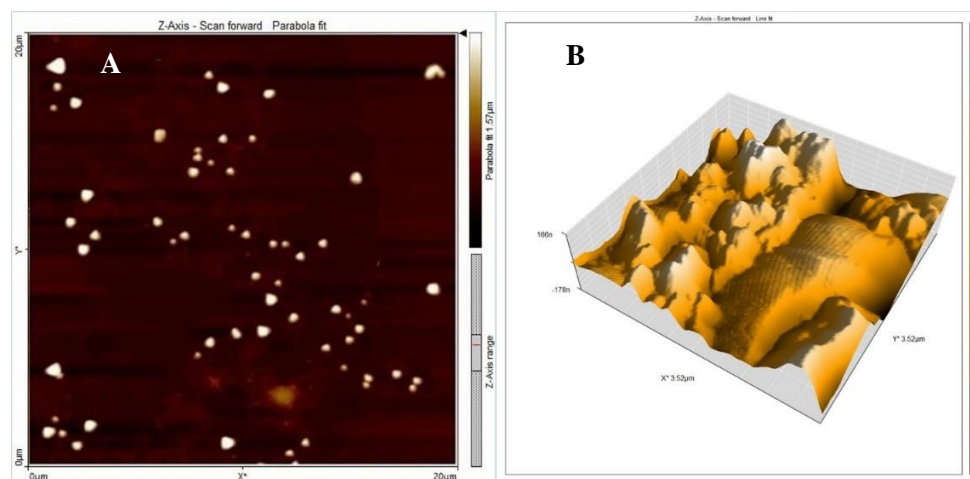 Z-Axis - Scan forward Parabola fit
A
20µm
Y*
0µm
0µm
X*
20µm
Parabola fit 1.57µm
Z-Axis range
Z-Axis - Scan forward Line fit
B
166n
-178n
X* 3.52µm
Y* 3.52µm